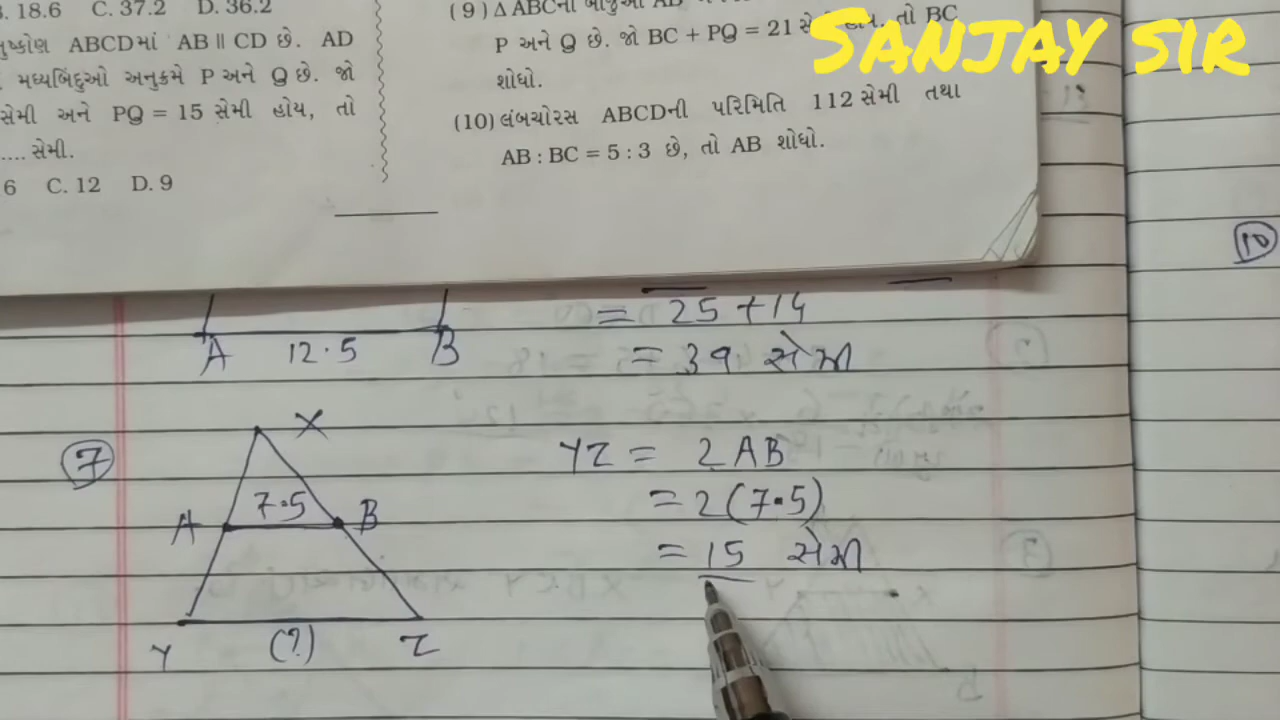 . 18.6 C. 37.2 D. 36.2
ષ્કોણ ABCDમાં AB || CD છે. AD
મધ્યબિંદુઓ અનુક્રમે P અને Q છે. જો
સેમી અને PQ = 15 સેમી હોય, તો
.... સેમી.
6 C. 12 D. 9
(9) Δ ABCની બાજુઓ AB
P અને Q છે. જો BC + PQ = 21 સેમી હોય. તો BC
શોધો.
(10) લંબચોરસ ABCDની પરિમિતિ 112 સેમી તથા
AB : BC = 5 : 3 છે, તો AB શોધો.
SANJAY SIR
10
= 25 + 14
= 39 સેમી
A 12.5 B
7
X
A 7.5 B
Y (?) Z
YZ = 2AB
= 2(7.5)
= 15 સેમી